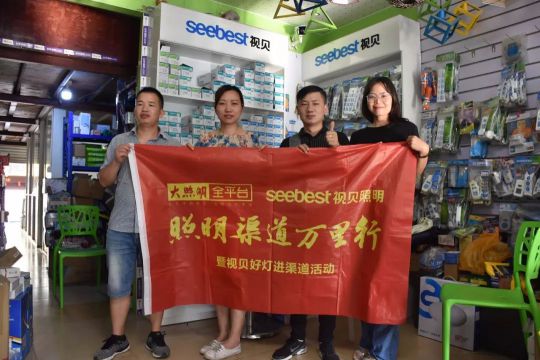 seebest视贝
seebest视贝
大照明 全平台 seebest视贝照明
照明渠道万里行
暨视贝好灯进渠道活动